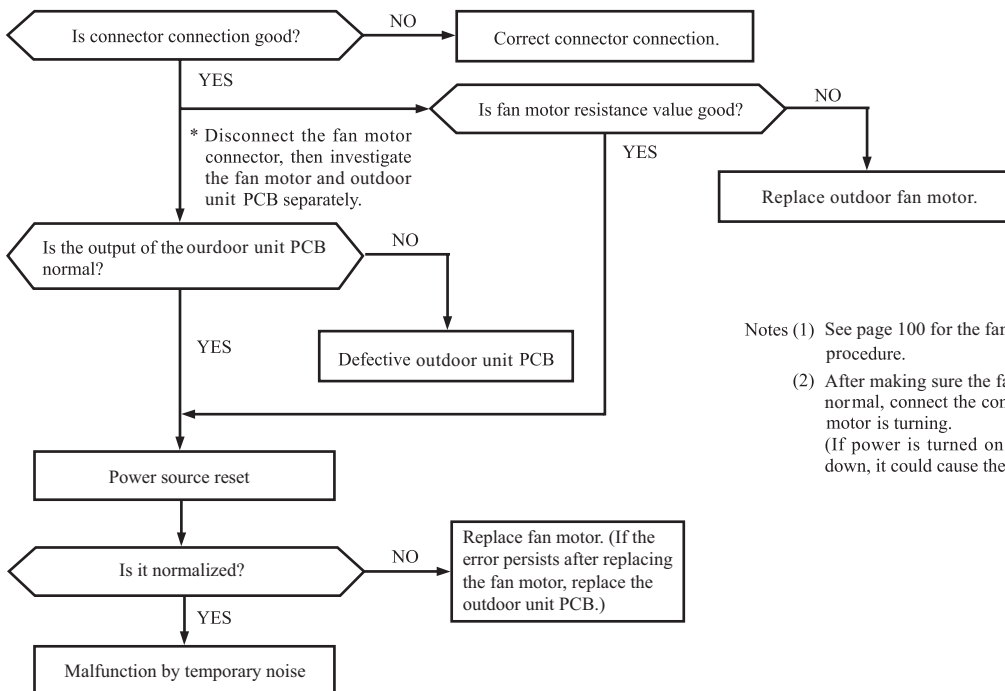 Is connector connection good?
NO
Correct connector connection.
YES
Is fan motor resistance value good?
NO
* Disconnect the fan motor
connector, then investigate
the fan motor and outdoor
unit PCB separately.
YES
Replace outdoor fan motor.
Is the output of the ourdoor unit PCB
normal?
NO
YES
Defective outdoor unit PCB
Notes (1) See page 100 for the fan
procedure.
(2) After making sure the
normal, connect the
motor is turning.
(If power is turned on
down, it could cause the
Power source reset
Is it normalized?
NO
Replace fan motor. (If the
error persists after replacing
the fan motor, replace the
outdoor unit PCB.)
YES
Malfunction by temporary noise